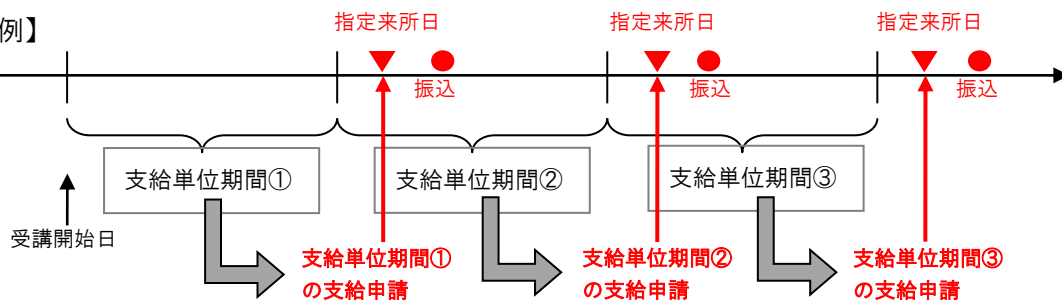 例】
指定来所日
指定来所日
指定来所日
振込
振込
振込
支給単位期間①
支給単位期間②
支給単位期間③
受講開始日
支給単位期間①
の支給申請
支給単位期間②
の支給申請
支給単位期間③
の支給申請